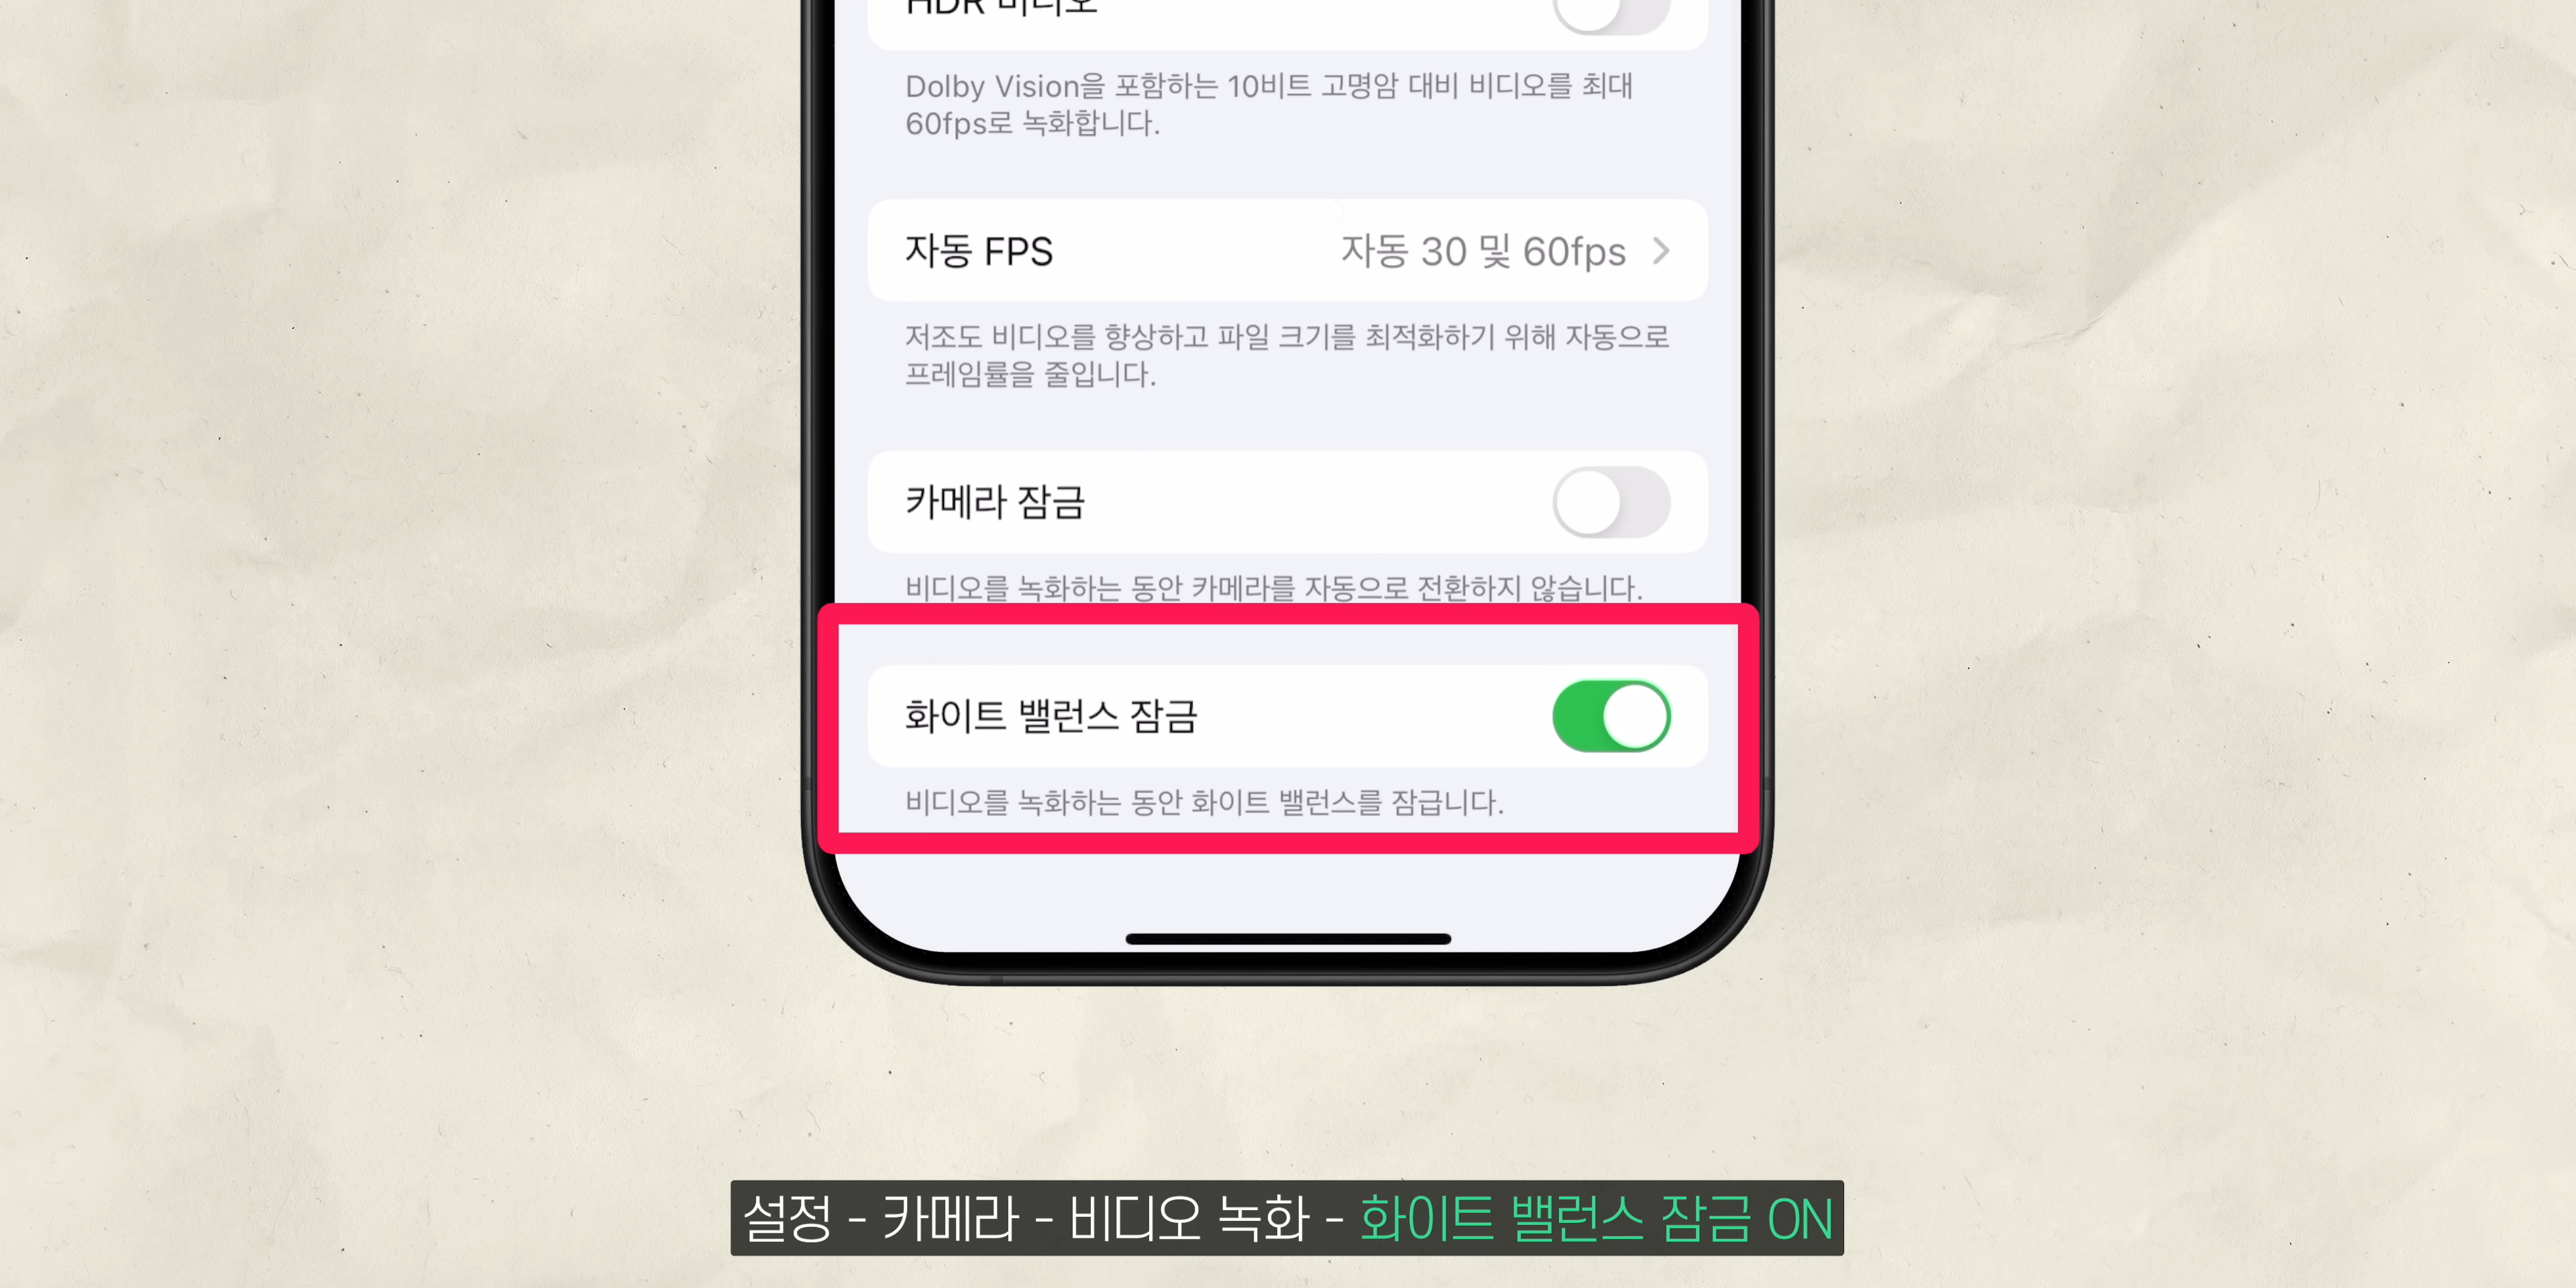 HDR 비디오
Dolby Vision을 포함하는 10비트 고명암 대비 비디오를 최대
60fps로 녹화합니다.
자동 FPS 자동 30 및 60fps
저조도 비디오를 향상하고 파일 크기를 최적화하기 위해 자동으로
프레임률을 줄입니다.
카메라 잠금
비디오를 녹화하는 동안 카메라를 자동으로 전환하지 않습니다.
화이트 밸런스 잠금
비디오를 녹화하는 동안 화이트 밸런스를 잠급니다.
설정 - 카메라 - 비디오 녹화 - 화이트 밸런스 잠금 ON